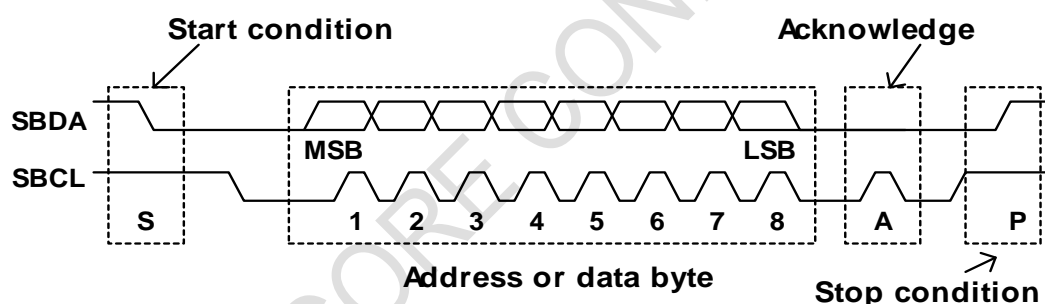 Start condition
Acknowledge
SBDA
MSB
LSB
SBCL
S
1 2 3 4 5 6 7 8
A
P
Address or data byte
Stop condition